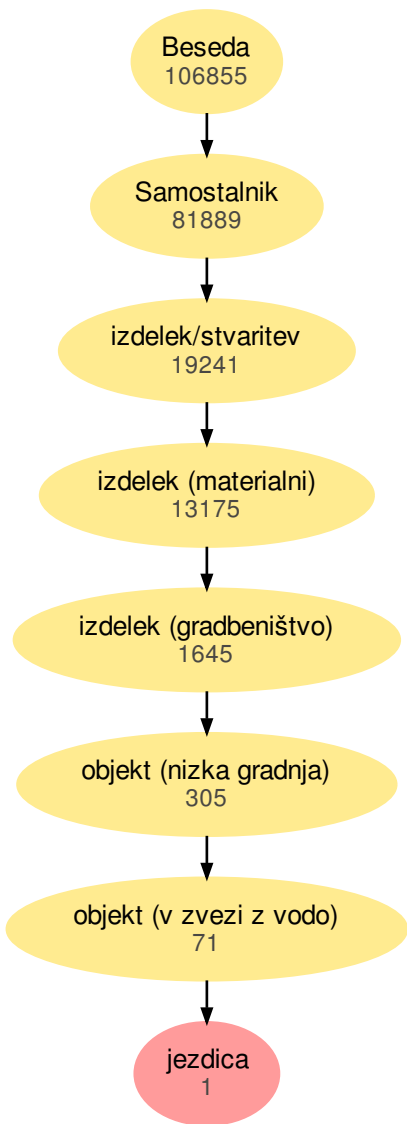 Beseda
106855
Samostalnik
81889
izdelek/stvaritev
19241
izdelek (materialni)
13175
izdelek (gradbeništvo)
1645
objekt (nizka gradnja)
305
objekt (v zvezi z vodo)
71
jezdica
1